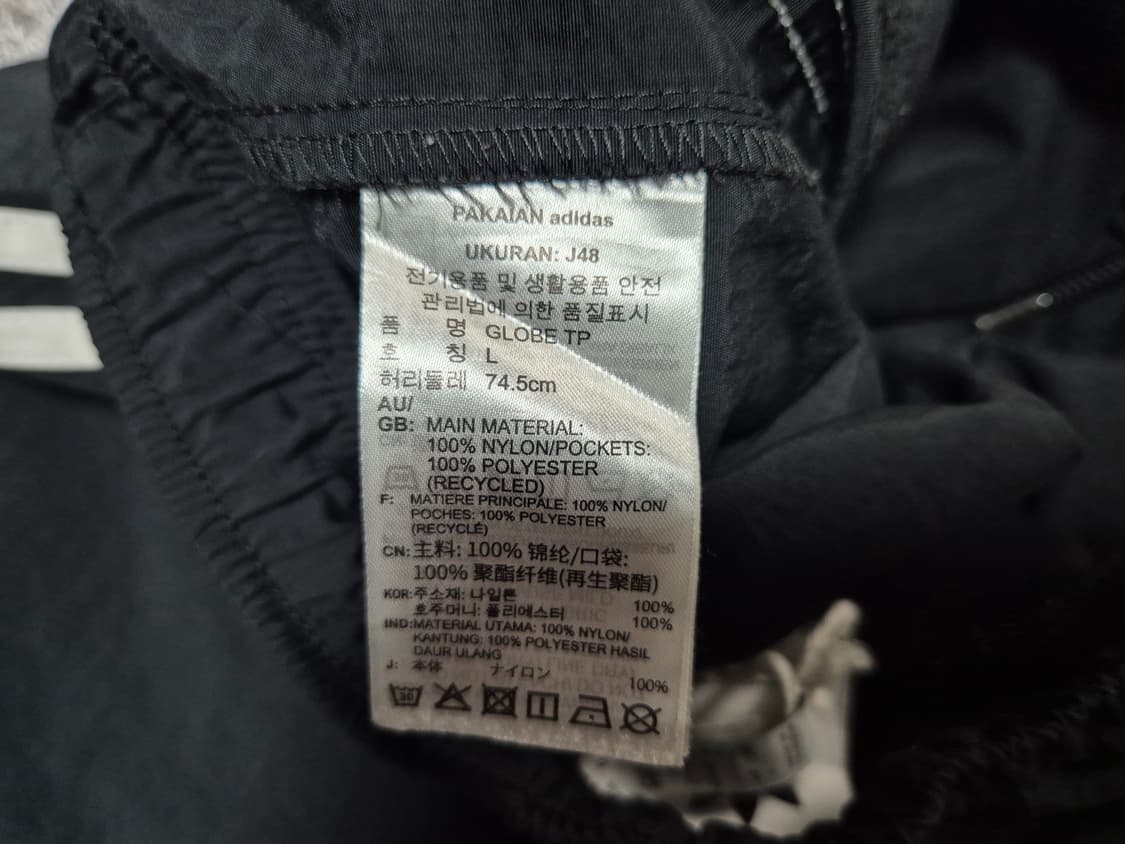 PAKAIAN adidas
UKURAN: J48
전기용품 및 생활용품 안전
관리법에 의한 품질표시
품 명 GLOBE TP
호 칭 L
허리둘레 74.5cm
AU/
GB: MAIN MATERIAL:
100% NYLON/POCKETS:
100% POLYESTER
(RECYCLED)
F: MATIERE PRINCIPALE: 100% NYLON/
POCHES: 100% POLYESTER
(RECYCLÉ)
CN: 主料: 100% 锦纶/口袋:
100% 聚酯纤维(再生聚酯)
KOR: 주소재: 나일론 100%
호주머니: 폴리에스터 100%
IND:MATERIAL UTAMA: 100% NYLON/
KANTUNG: 100% POLYESTER HASIL
DAUR ULANG
J: 本体 ナイロン 100%
30